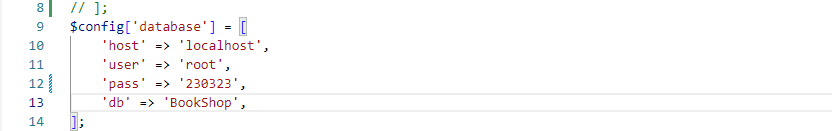 8 // ];
9 $config['database'] = [
10 'host' => 'localhost',
11 'user' => 'root',
12 'pass' => '230323',
13 'db' => 'BookShop',
14 ];